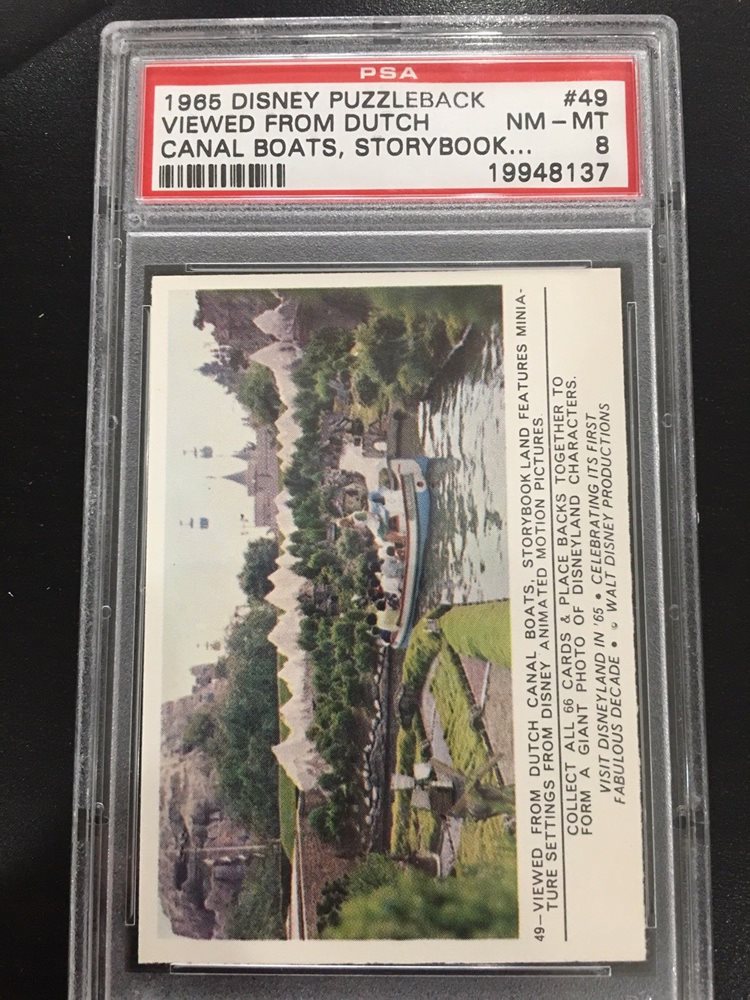 PSA
1965 DISNEY PUZZLEBACK #49
VIEWED FROM DUTCH NM - MT
CANAL BOATS, STORYBOOK... 8
19948137
49—VIEWED FROM DUTCH CANAL BOATS, STORYBOOKLAND FEATURES MINIA-
TURE SETTINGS FROM DISNEY ANIMATED MOTION PICTURES.
COLLECT ALL 66 CARDS & PLACE BACKS TOGETHER TO
FORM A GIANT PHOTO OF DISNEYLAND CHARACTERS.
VISIT DISNEYLAND IN '65 • CELEBRATING ITS FIRST
FABULOUS DECADE • © WALT DISNEY PRODUCTIONS